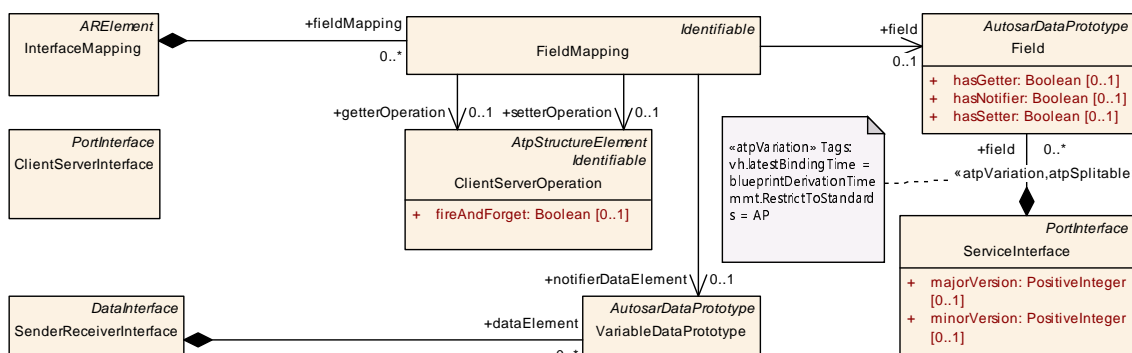 ARElement
InterfaceMapping
+fieldMapping
0..*
Identifiable
FieldMapping
+field
0..1
AutosarDataPrototype
Field
+ hasGetter: Boolean [0..1]
+ hasNotifier: Boolean [0..1]
+ hasSetter: Boolean [0..1]
+getterOperation
0..1
+setterOperation
0..1
PortInterface
ClientServerInterface
AtpStructureElement
Identifiable
ClientServerOperation
+ fireAndForget: Boolean [0..1]
«atpVariation» Tags:
vh.latestBindingTime =
blueprintDerivationTime
mmt.RestrictToStandard
s = AP
+field
0..*
«atpVariation,atpSplitable»
PortInterface
ServiceInterface
+ majorVersion: PositiveInteger
[0..1]
+ minorVersion: PositiveInteger
[0..1]
+notifierDataElement
0..1
DataInterface
SenderReceiverInterface
+dataElement
0..*
AutosarDataPrototype
VariableDataPrototype